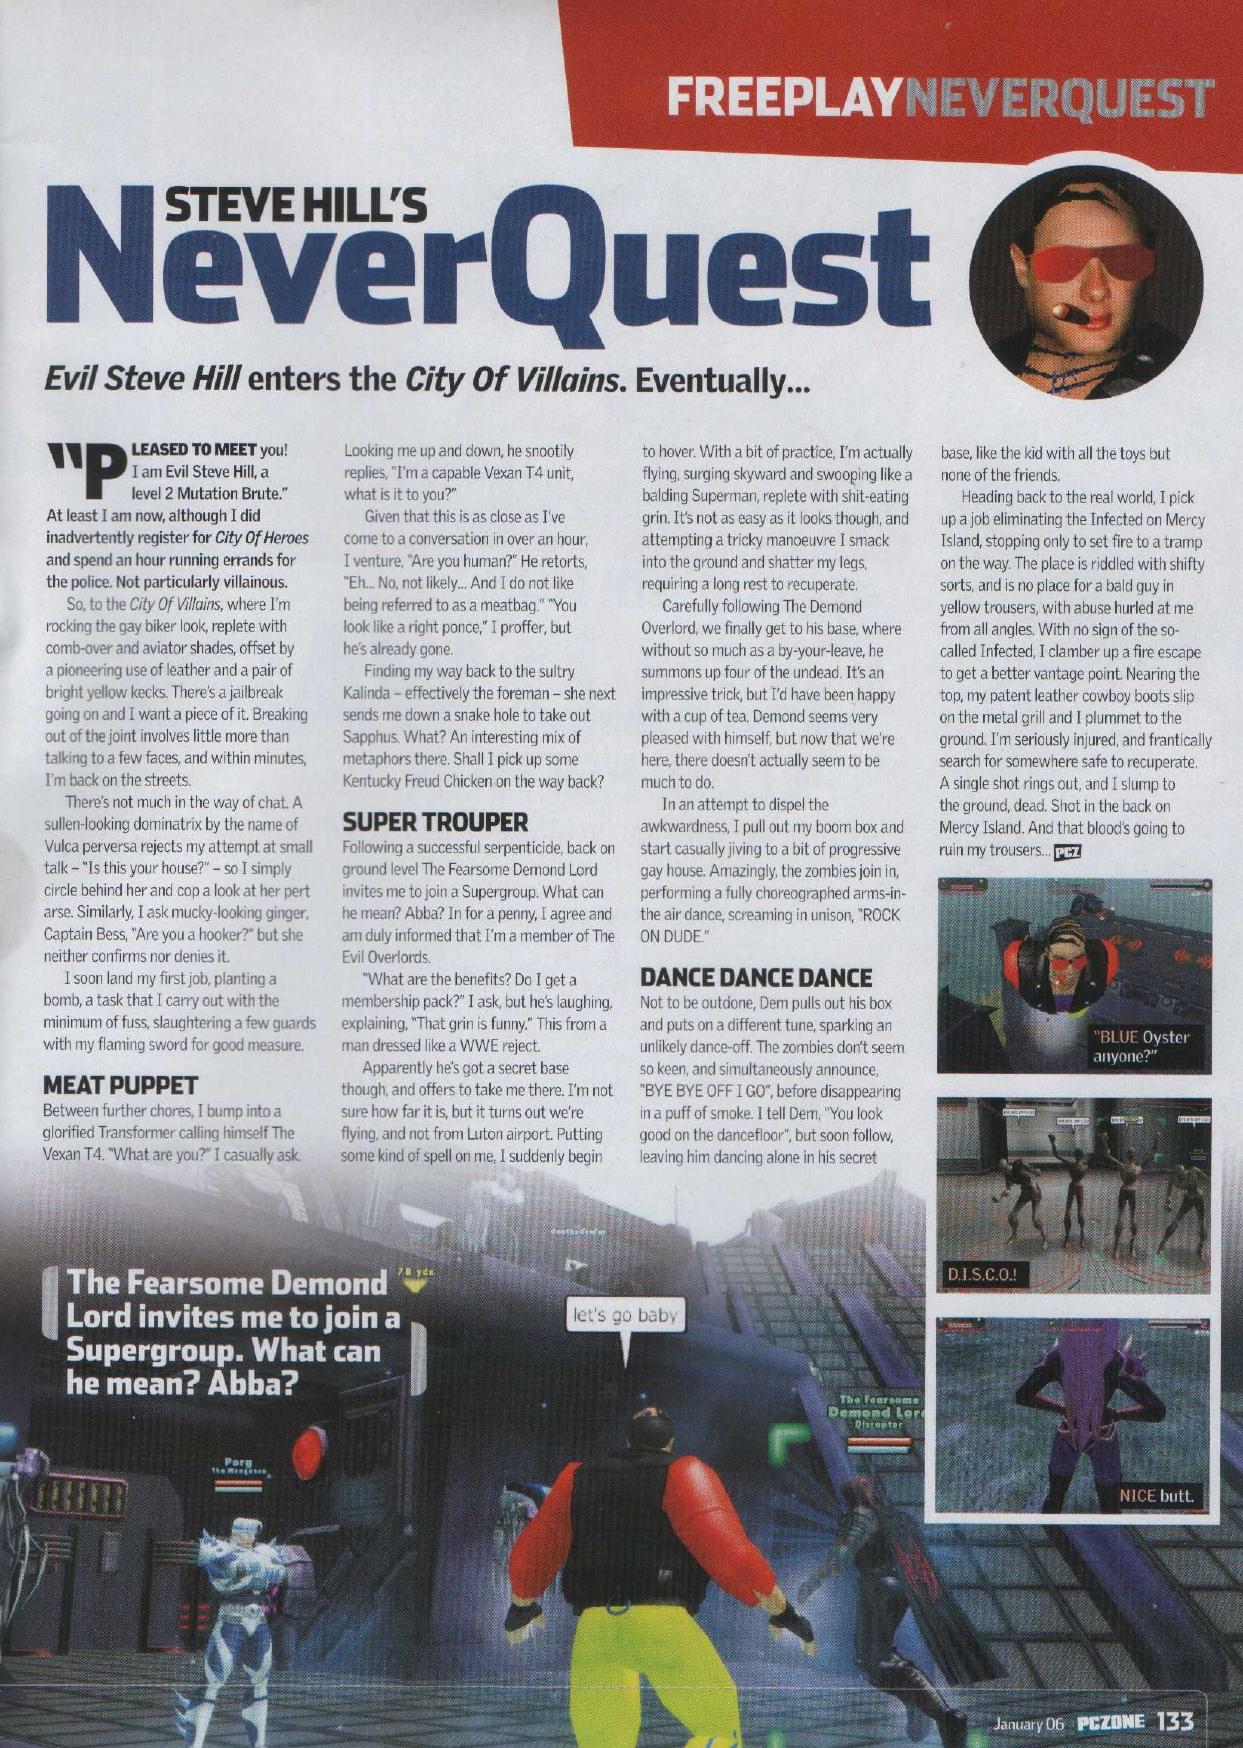 FREEPLAYNEVERQUEST
STEVE HILL'S
NeverQuest
Evil Steve Hill enters the City Of Villains. Eventually...
"PLEASED TO MEET you!
I am Evil Steve Hill, a
level 2 Mutation Brute."
At least I am now, although I did
inadvertently register for City Of Heroes
and spend an hour running errands for
the police. Not particularly villainous.
So, to the City Of Villains, where I'm
rocking the gay biker look, replete with
comb-over and aviator shades, offset by
a pioneering use of leather and a pair of
bright yellow kecks. There's a jailbreak
going on and I want a piece of it. Breaking
out of the joint involves little more than
talking to a few faces, and within minutes,
I'm back on the streets.
There's not much in the way of chat. A
sullen-looking dominatrix by the name of
Vulca perversa rejects my attempt at small
talk – "Is this your house?" – so I simply
circle behind her and cop a look at her pert
arse. Similarly, I ask mucky-looking ginger,
Captain Bess, "Are you a hooker?" but she
neither confirms nor denies it.
I soon land my first job, planting a
bomb, a task that I carry out with the
minimum of fuss, slaughtering a few guards
with my flaming sword for good measure.
MEAT PUPPET
Between further chores, I bump into a
glorified Transformer calling himself The
Vexan T4. "What are you?" I casually ask.
Looking me up and down, he snootily
replies, "I'm a capable Vexan T4 unit,
what is it to you?"
Given that this is as close as I've
come to a conversation in over an hour,
I venture, "Are you human?" He retorts,
"Eh... No, not likely... And I do not like
being referred to as a meatbag." "You
look like a right ponce," I proffer, but
he's already gone.
Finding my way back to the sultry
Kalinda – effectively the foreman – she next
sends me down a snake hole to take out
Sapphus. What? An interesting mix of
metaphors there. Shall I pick up some
Kentucky Freud Chicken on the way back?
SUPER TROUPER
Following a successful serpenticide, back on
ground level The Fearsome Demond Lord
invites me to join a Supergroup. What can
he mean? Abba? In for a penny, I agree and
am duly informed that I'm a member of The
Evil Overlords.
"What are the benefits? Do I get a
membership pack?" I ask, but he's laughing,
explaining, "That grin is funny." This from a
man dressed like a WWE reject.
Apparently he's got a secret base
though, and offers to take me there. I'm not
sure how far it is, but it turns out we're
flying, and not from Luton airport. Putting
some kind of spell on me, I suddenly begin
to hover. With a bit of practice, I'm actually
flying, surging skyward and swooping like a
balding Superman, replete with shit-eating
grin. It's not as easy as it looks though, and
attempting a tricky manoeuvre I smack
into the ground and shatter my legs,
requiring a long rest to recuperate.
Carefully following The Demond
Overlord, we finally get to his base, where
without so much as a by-your-leave, he
summons up four of the undead. It's an
impressive trick, but I'd have been happy
with a cup of tea. Demond seems very
pleased with himself, but now that we're
here, there doesn't actually seem to be
much to do.
In an attempt to dispel the
awkwardness, I pull out my boom box and
start casually jiving to a bit of progressive
gay house. Amazingly, the zombies join in,
performing a fully choreographed arms-in-
the air dance, screaming in unison, "ROCK
ON DUDE."
DANCE DANCE DANCE
Not to be outdone, Dem pulls out his box
and puts on a different tune, sparking an
unlikely dance-off. The zombies don't seem
so keen, and simultaneously announce,
"BYE BYE OFF I GO", before disappearing
in a puff of smoke. I tell Dem, "You look
good on the dancefloor", but soon follow,
leaving him dancing alone in his secret
base, like the kid with all the toys but
none of the friends.
Heading back to the real world, I pick
up a job eliminating the Infected on Mercy
Island, stopping only to set fire to a tramp
on the way. The place is riddled with shifty
sorts, and is no place for a bald guy in
yellow trousers, with abuse hurled at me
from all angles. With no sign of the so-
called Infected, I clamber up a fire escape
to get a better vantage point. Nearing the
top, my patent leather cowboy boots slip
on the metal grill and I plummet to the
ground. I'm seriously injured, and frantically
search for somewhere safe to recuperate.
A single shot rings out, and I slump to
the ground, dead. Shot in the back on
Mercy Island. And that blood's going to
ruin my trousers... PCZ
"BLUE Oyster
anyone?"
D.I.S.C.O.!
NICE butt.
The Fearsome Demond
Lord invites me to join a
Supergroup. What can
he mean? Abba?
78 yds
let's go baby
Porg
The Fearsome
Demond Lord
Disruptor
January 06 PCZONE 133